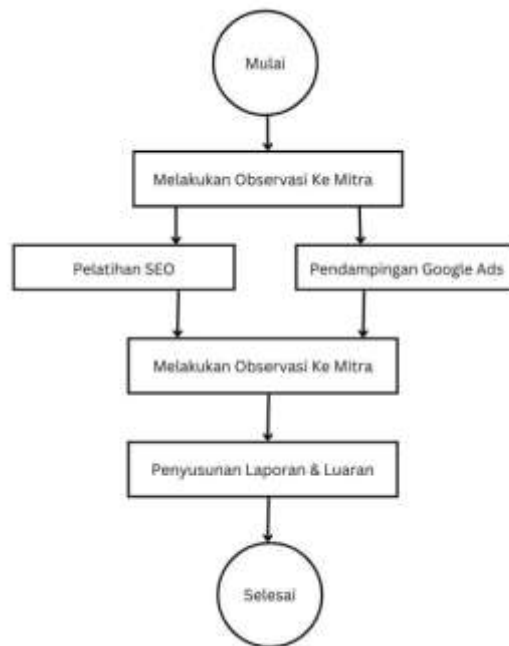 Mulai
Melakukan Observasi Ke Mitra
Pelatihan SEO
Pendampingan Google Ads
Melakukan Observasi Ke Mitra
Penyusunan Laporan & Luaran
Selesai